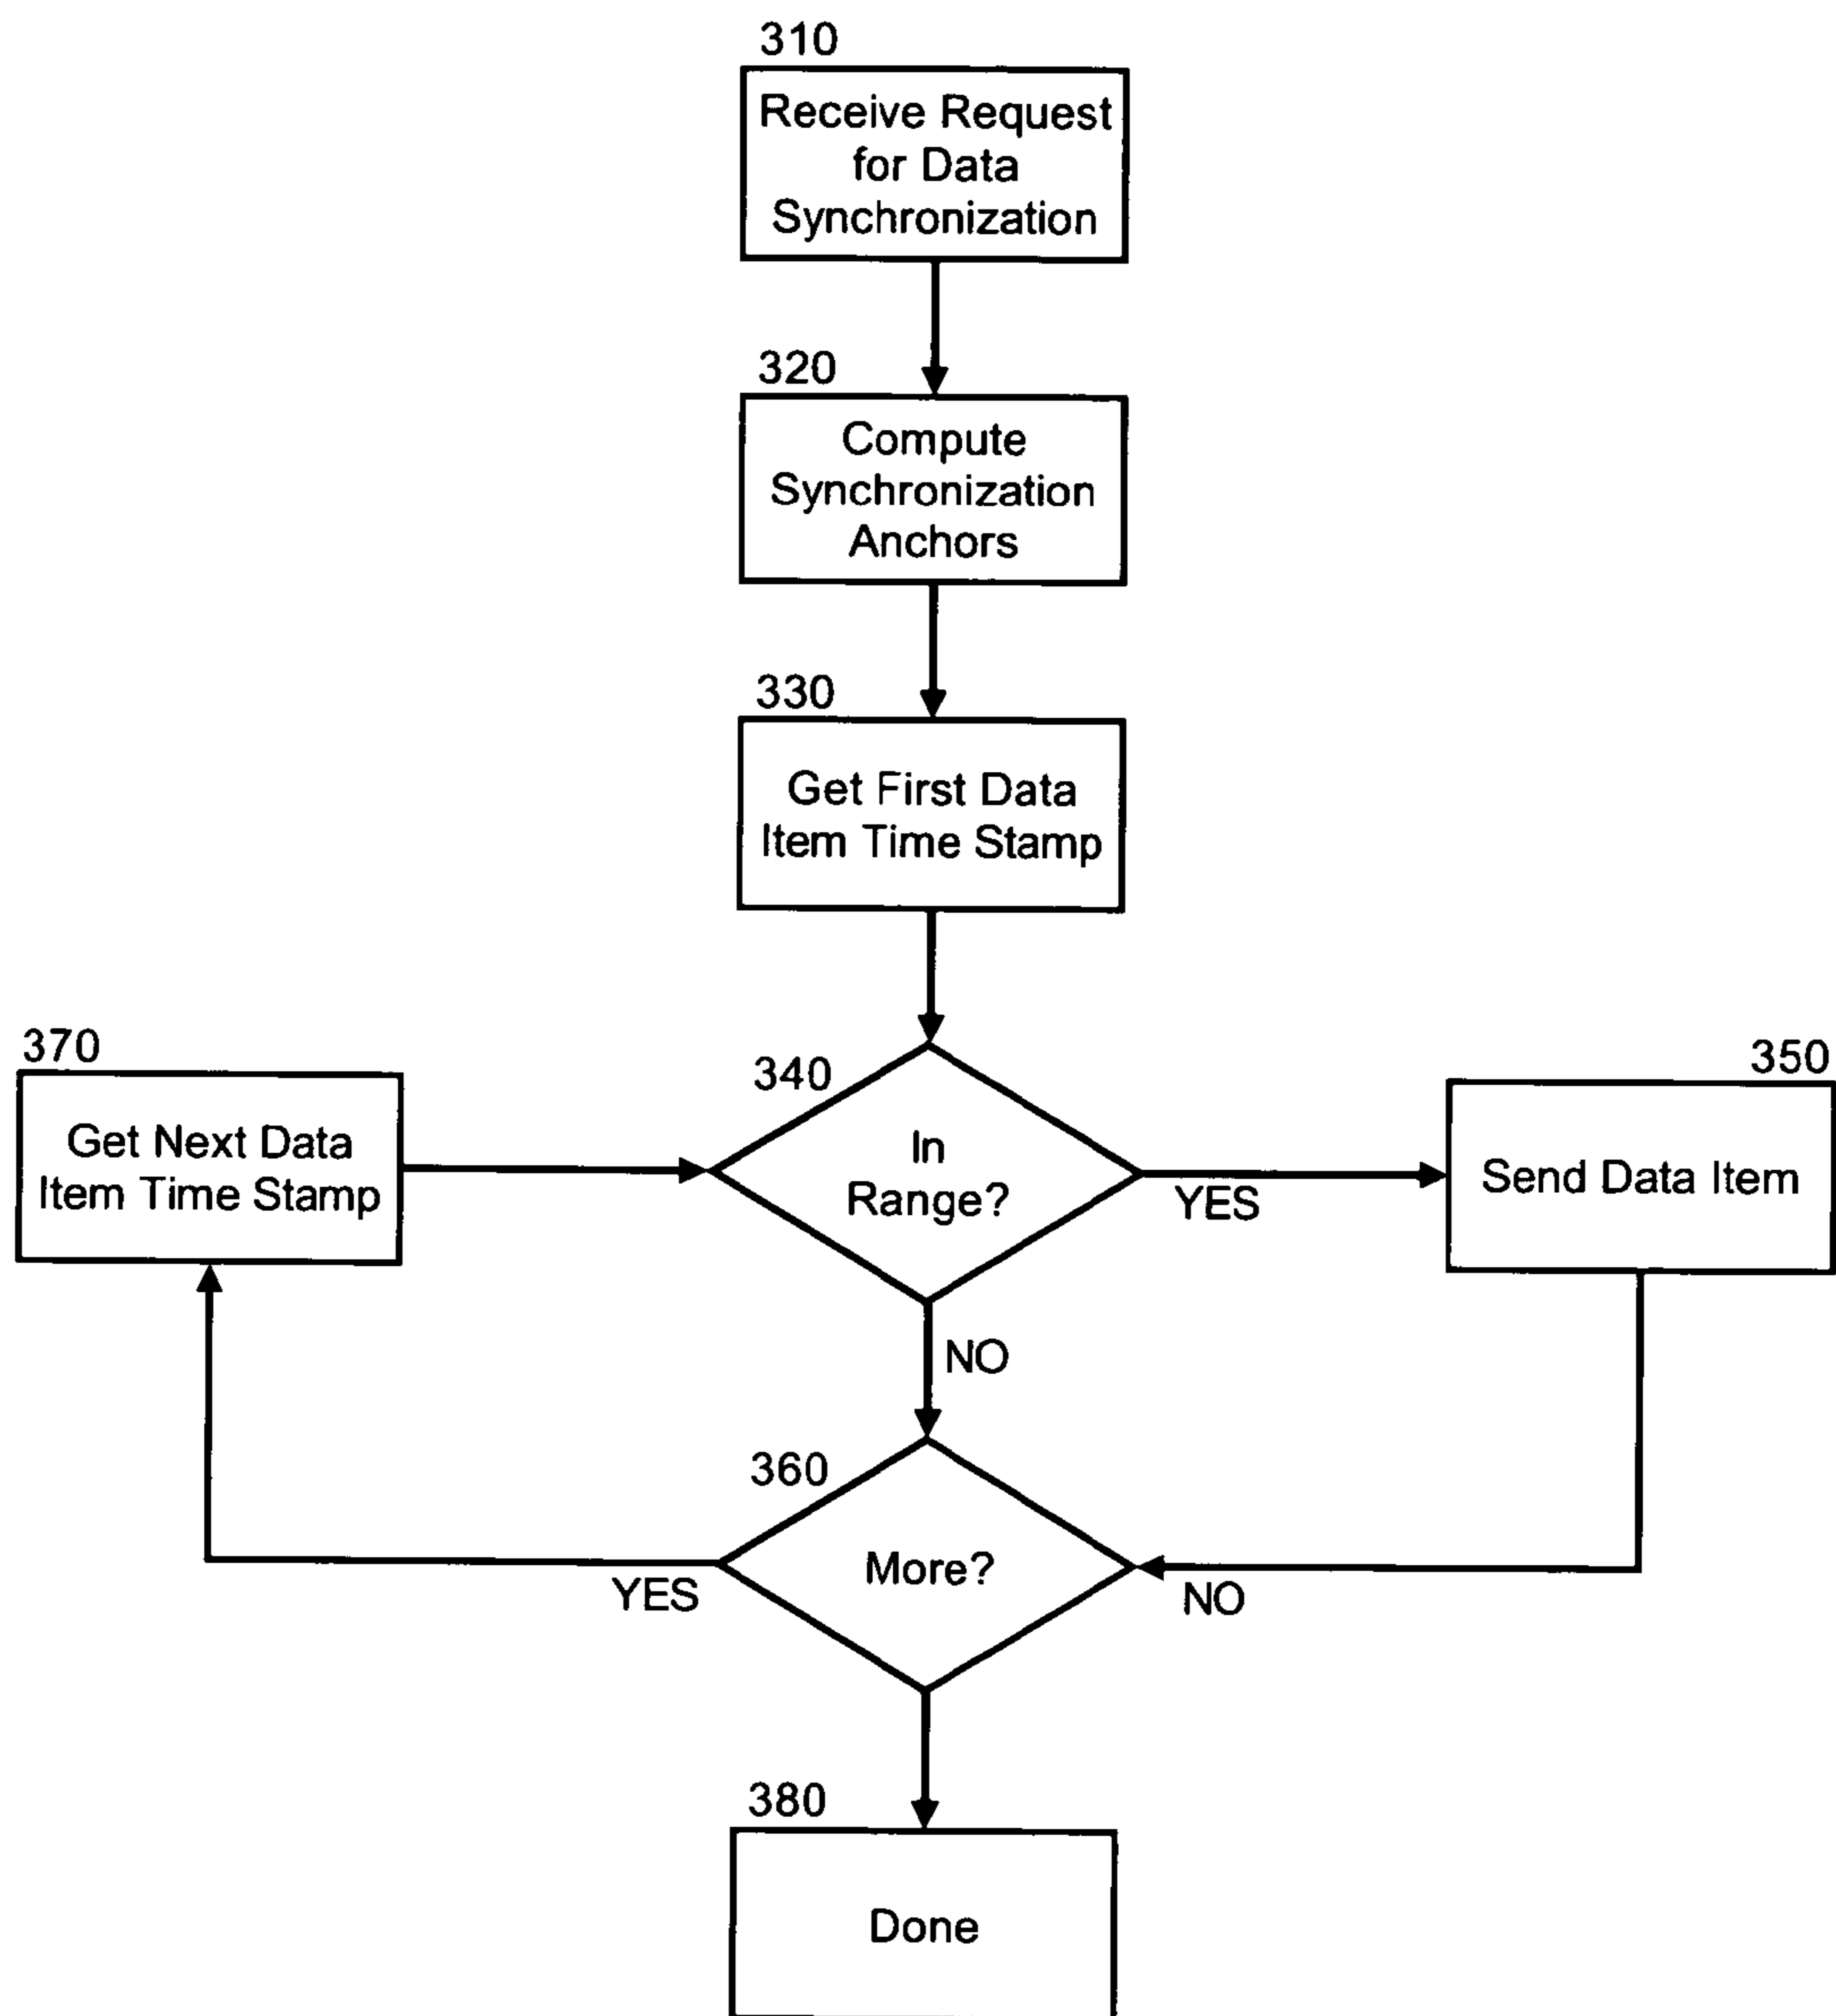 310
Receive Request
for Data
Synchronization
320
Compute
Synchronization
Anchors
330
Get First Data
Item Time Stamp
370
Get Next Data
Item Time Stamp
340
In
Range?
YES
350
Send Data Item
NO
360
More?
YES
NO
380
Done